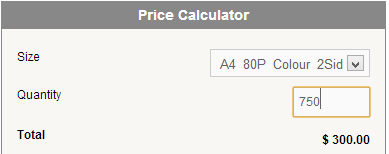 Price Calculator
Size A4 80P Colour 2Sid
Quantity 750
Total $ 300.00